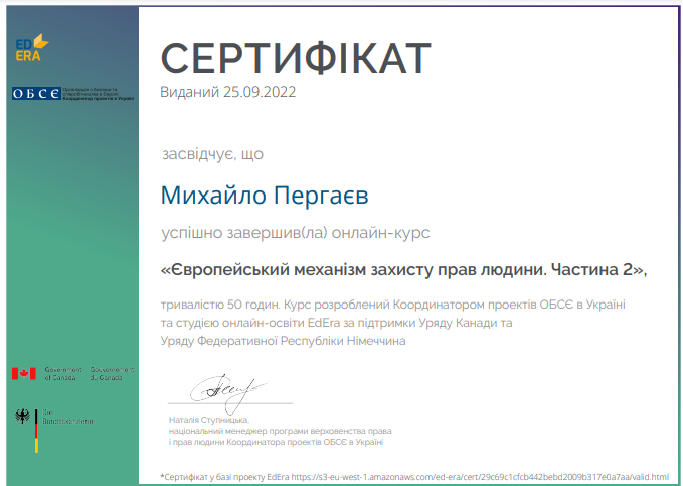 ED
ERA
ОБСЄ
Організація з безпеки та
співробітництва в Європі
Координатор проектів в Україні
СЕРТИФІКАТ
Виданий 25.09.2022
засвідчує, що
Михайло Пергаєв
успішно завершив(ла) онлайн-курс
«Європейський механізм захисту прав людини. Частина 2»,
тривалістю 50 годин. Курс розроблений Координатором проектів ОБСЄ в Україні
та студією онлайн-освіти EdEra за підтримки Уряду Канади та
Уряду Федеративної Республіки Німеччина
Government Gouvernement
of Canada du Canada
Die
Bundesregierung
Наталія Ступницька,
національний менеджер програми верховенства права
і прав людини Координатора проектів ОБСЄ в Україні
*Сертифікат у базі проекту EdEra https://s3-eu-west-1.amazonaws.com/ed-era/cert/29c69c1cfcb442bebd2009b317e0a7aa/valid.html